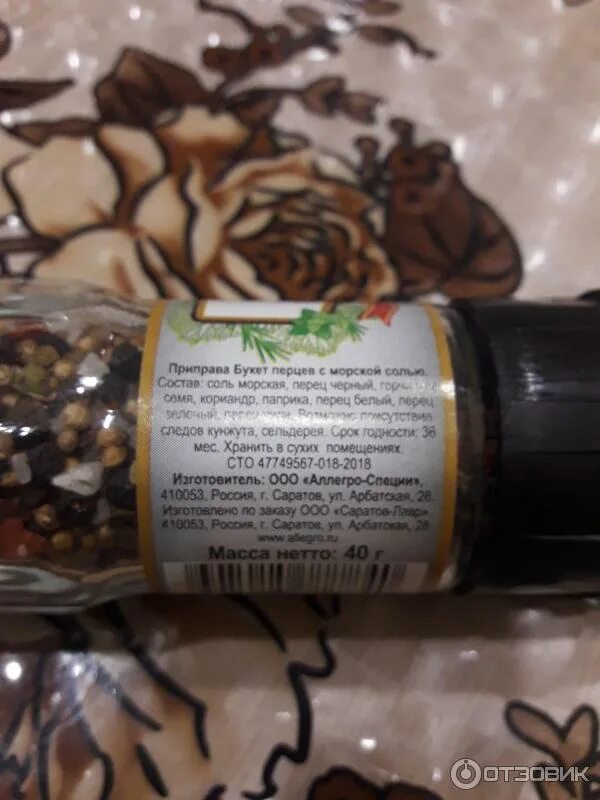 Приправа Букет перцев с морской солью.
Состав: соль морская, перец черный, горчицы
семя, кориандр, паприка, перец белый, перец
зеленый, Возможно присутствие
следов кунжута, сельдерея. Срок годности: 36
мес. Хранить в сухих помещениях.
СТО 47749567-018-2018
Изготовитель: ООО «Аллегро-Специи»,
410053, Россия, г. Саратов, ул. Арбатская, 28.
Изготовлено по заказу ООО «Саратов-Лавр»
410053, Россия, г. Саратов, ул. Арбатская, 28
www.allegro.ru
Масса нетто: 40 г
ОТЗОВИК